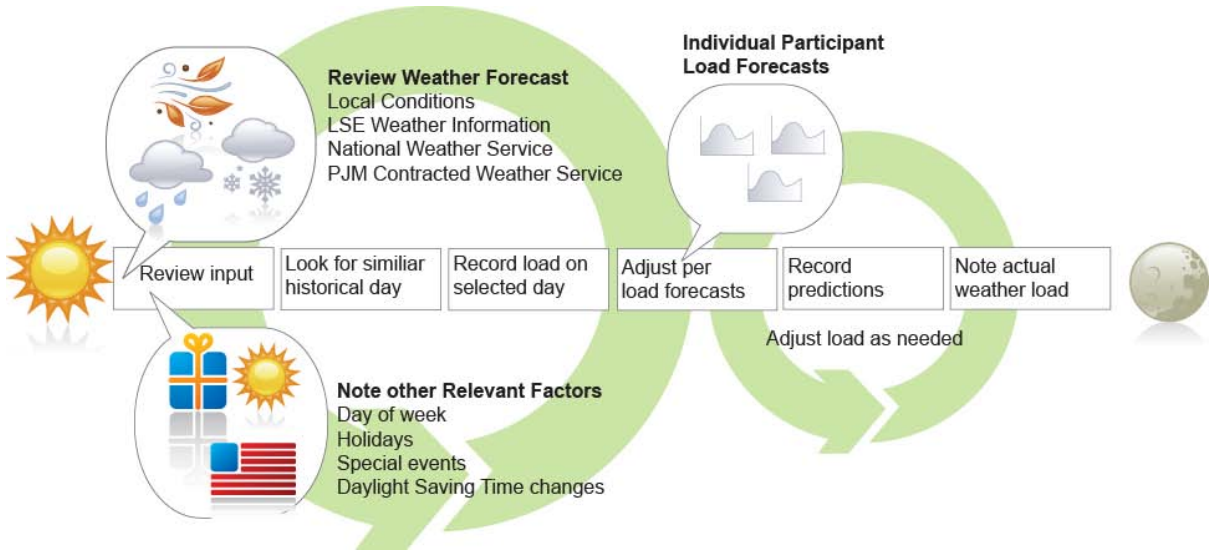 Individual Participant
Load Forecasts
Review Weather Forecast
Local Conditions
LSE Weather Information
National Weather Service
PJM Contracted Weather Service
Review input
Look for similiar
historical day
Record load on
selected day
Adjust per
load forecasts
Record
predictions
Note actual
weather load
Adjust load as needed
Note other Relevant Factors
Day of week
Holidays
Special events
Daylight Saving Time changes